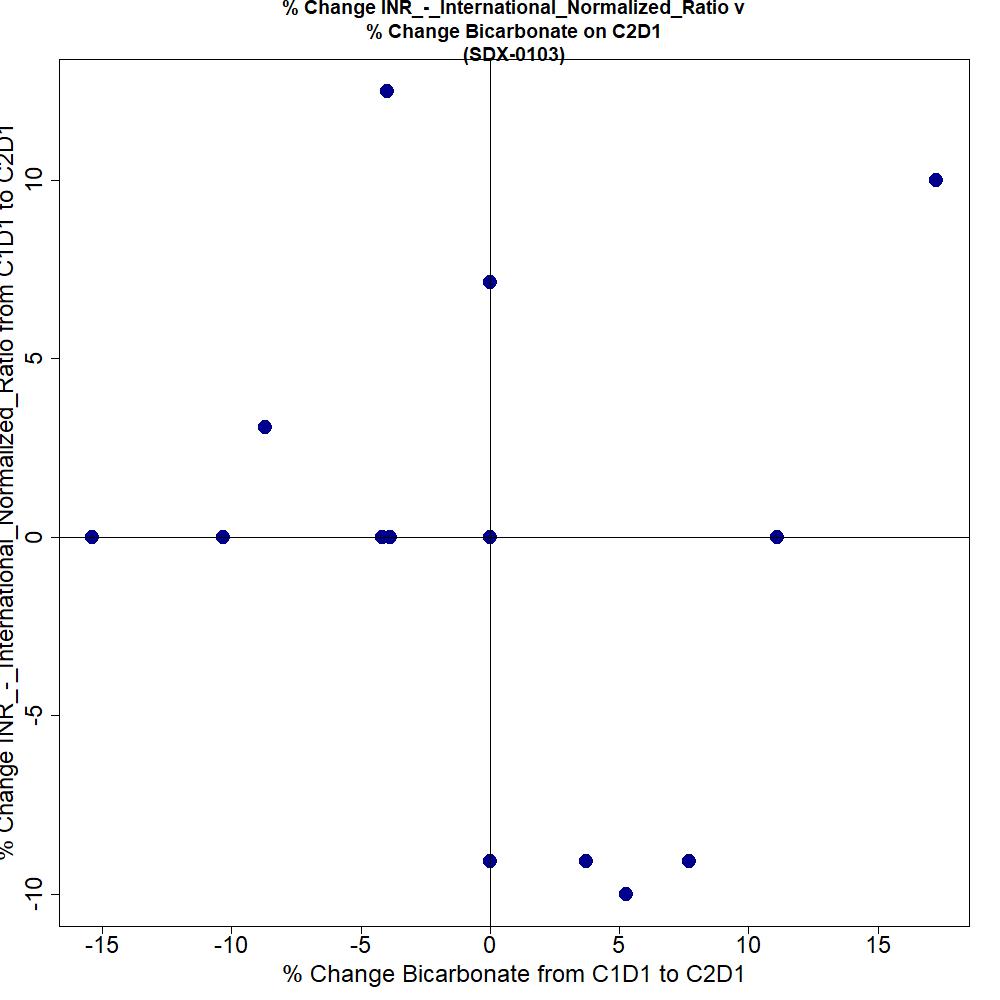 % Change INR_-_International_Normalized_Ratio v
% Change Bicarbonate on C2D1
(SDX-0103)
% Change INR_-_International_Normalized_Ratio from C1D1 to C2D1
10
5
0
-5
-10
-15
-10
-5
0
5
10
15
% Change Bicarbonate from C1D1 to C2D1